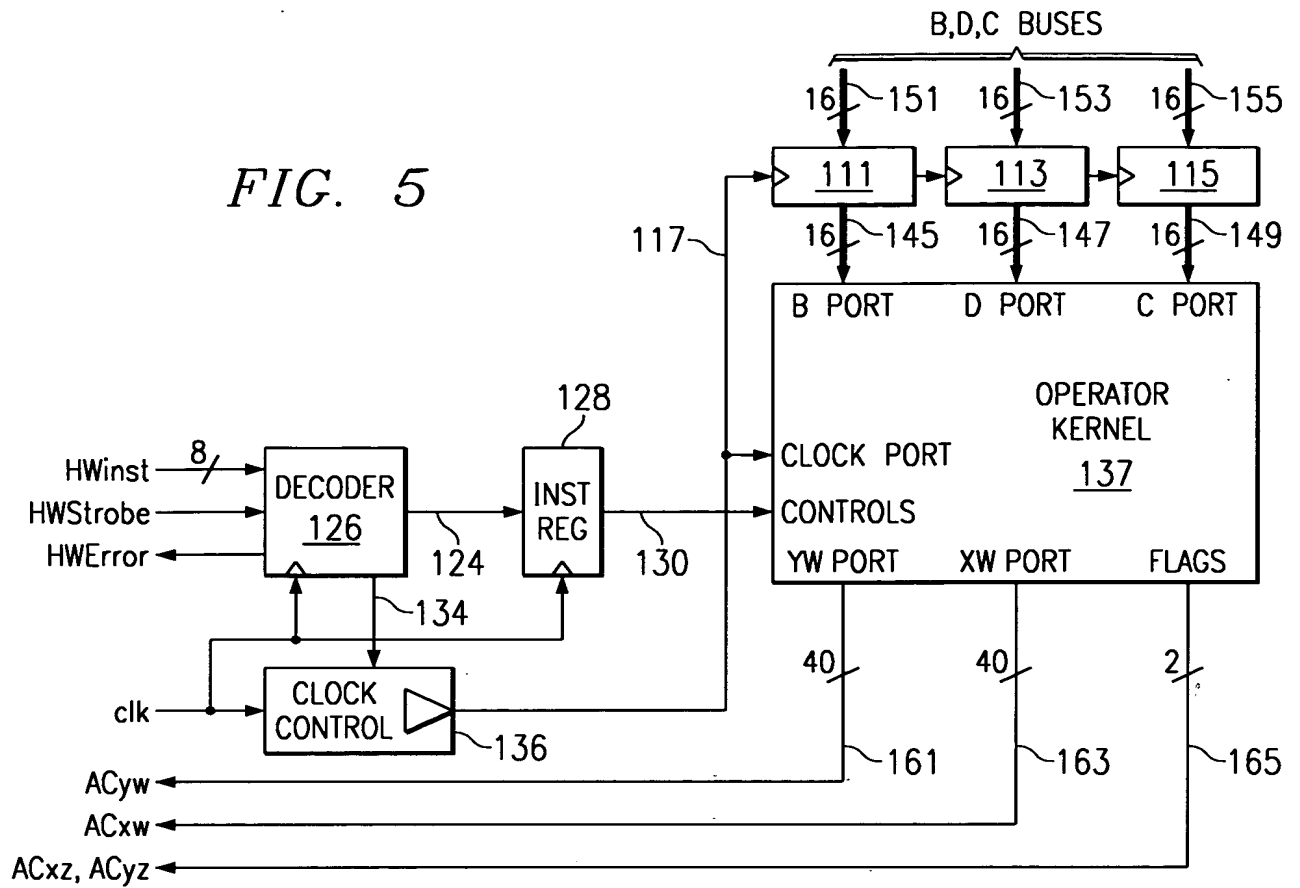 B,D,C BUSES
16 151 16 153 16 155
FIG. 5
111 113 115
16 145 16 147 16 149
117
B PORT D PORT C PORT
OPERATOR
KERNEL
137
128
HWinst 8
HWStrobe
HWError
DECODER
126
124
INST
REG
130
CLOCK PORT
CONTROLS
YW PORT XW PORT FLAGS
134
40 40 2
clk
CLOCK
CONTROL
136
161 163 165
ACyw
ACxw
ACxz, ACyz